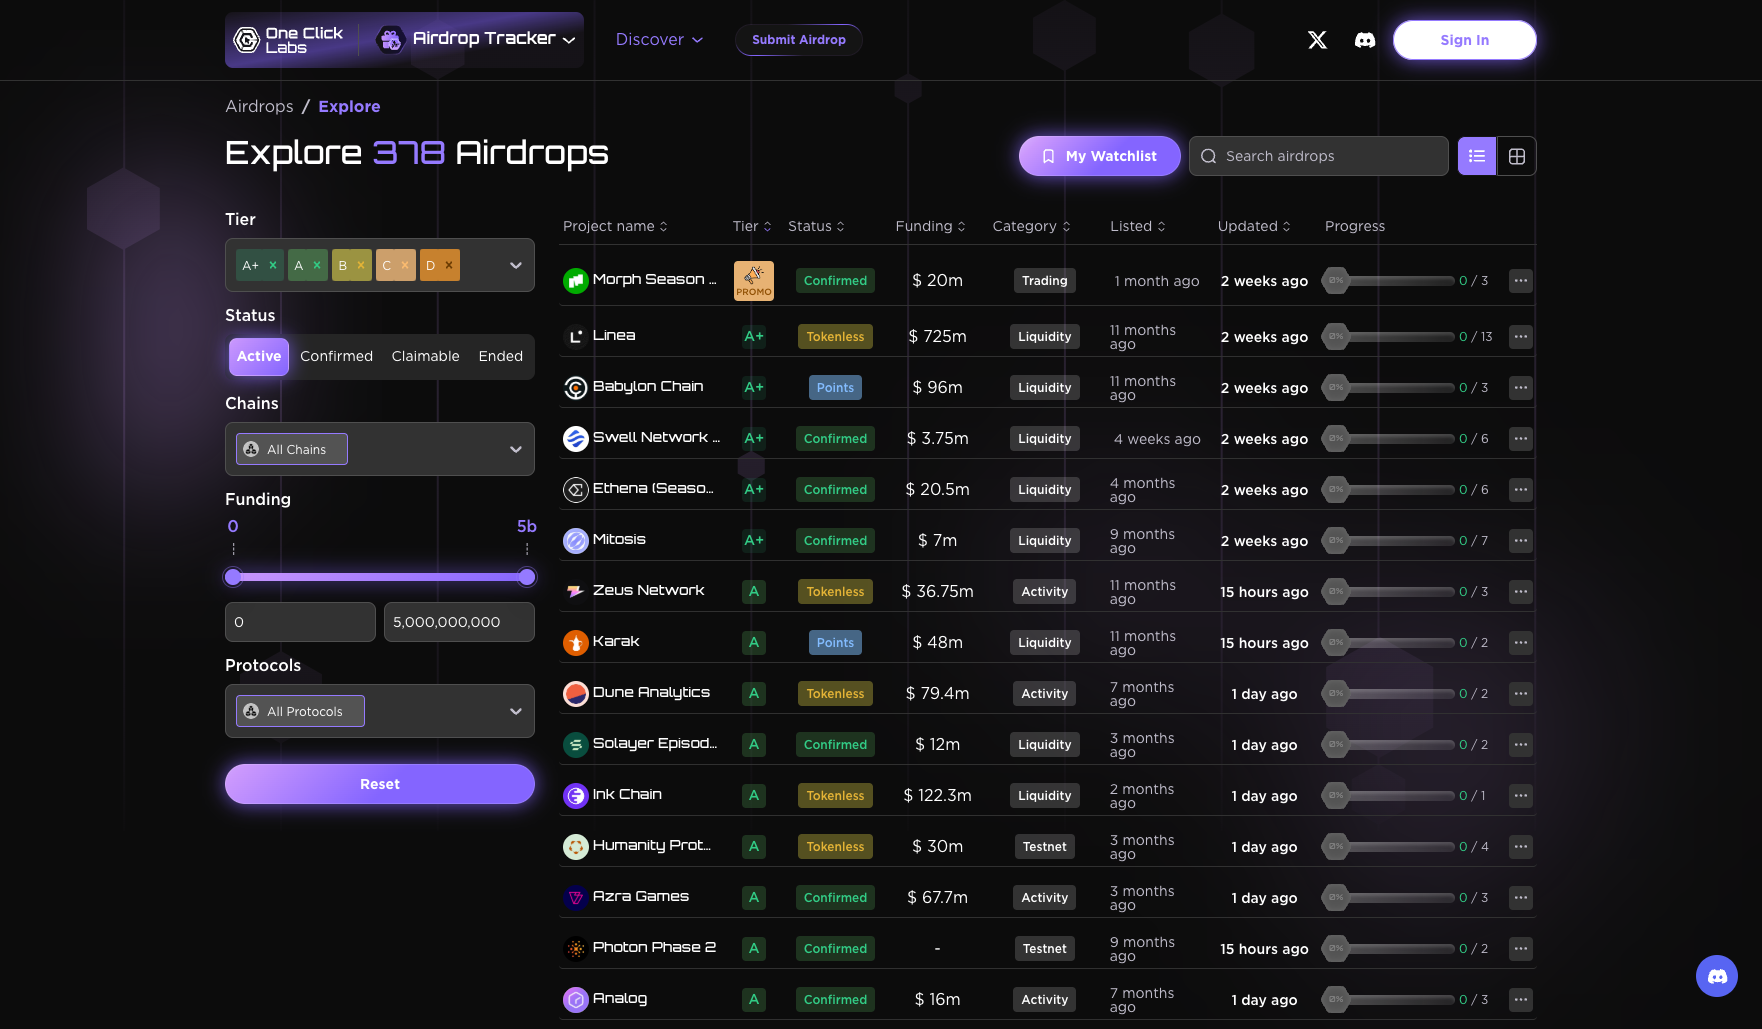 One Click Labs
Airdrop Tracker
Discover
Submit Airdrop
Sign In
Airdrops / Explore
Explore 378 Airdrops
My Watchlist
Search airdrops
Tier
A+ × A × B × C × D ×
Status
Active Confirmed Claimable Ended
Chains
All Chains
Funding
0 5b
0 5,000,000,000
Protocols
All Protocols
Reset
Project name Tier Status Funding Category Listed Updated Progress
Morph Season ... PROMO Confirmed $ 20m Trading 1 month ago 2 weeks ago 0% 0 / 3
Linea A+ Tokenless $ 725m Liquidity 11 months ago 2 weeks ago 0% 0 / 13
Babylon Chain A+ Points $ 96m Liquidity 11 months ago 2 weeks ago 0% 0 / 3
Swell Network ... A+ Confirmed $ 3.75m Liquidity 4 weeks ago 2 weeks ago 0% 0 / 6
Ethena (Seaso... A+ Confirmed $ 20.5m Liquidity 4 months ago 2 weeks ago 0% 0 / 6
Mitosis A+ Confirmed $ 7m Liquidity 9 months ago 2 weeks ago 0% 0 / 7
Zeus Network A Tokenless $ 36.75m Activity 11 months ago 15 hours ago 0% 0 / 3
Karak A Points $ 48m Liquidity 11 months ago 15 hours ago 0% 0 / 2
Dune Analytics A Tokenless $ 79.4m Activity 7 months ago 1 day ago 0% 0 / 2
Solayer Episod... A Confirmed $ 12m Liquidity 3 months ago 1 day ago 0% 0 / 2
Ink Chain A Tokenless $ 122.3m Liquidity 2 months ago 1 day ago 0% 0 / 1
Humanity Prot... A Tokenless $ 30m Testnet 3 months ago 1 day ago 0% 0 / 4
Azra Games A Confirmed $ 67.7m Activity 3 months ago 1 day ago 0% 0 / 3
Photon Phase 2 A Confirmed - Testnet 9 months ago 15 hours ago 0% 0 / 2
Analog A Confirmed $ 16m Activity 7 months ago 1 day ago 0% 0 / 3